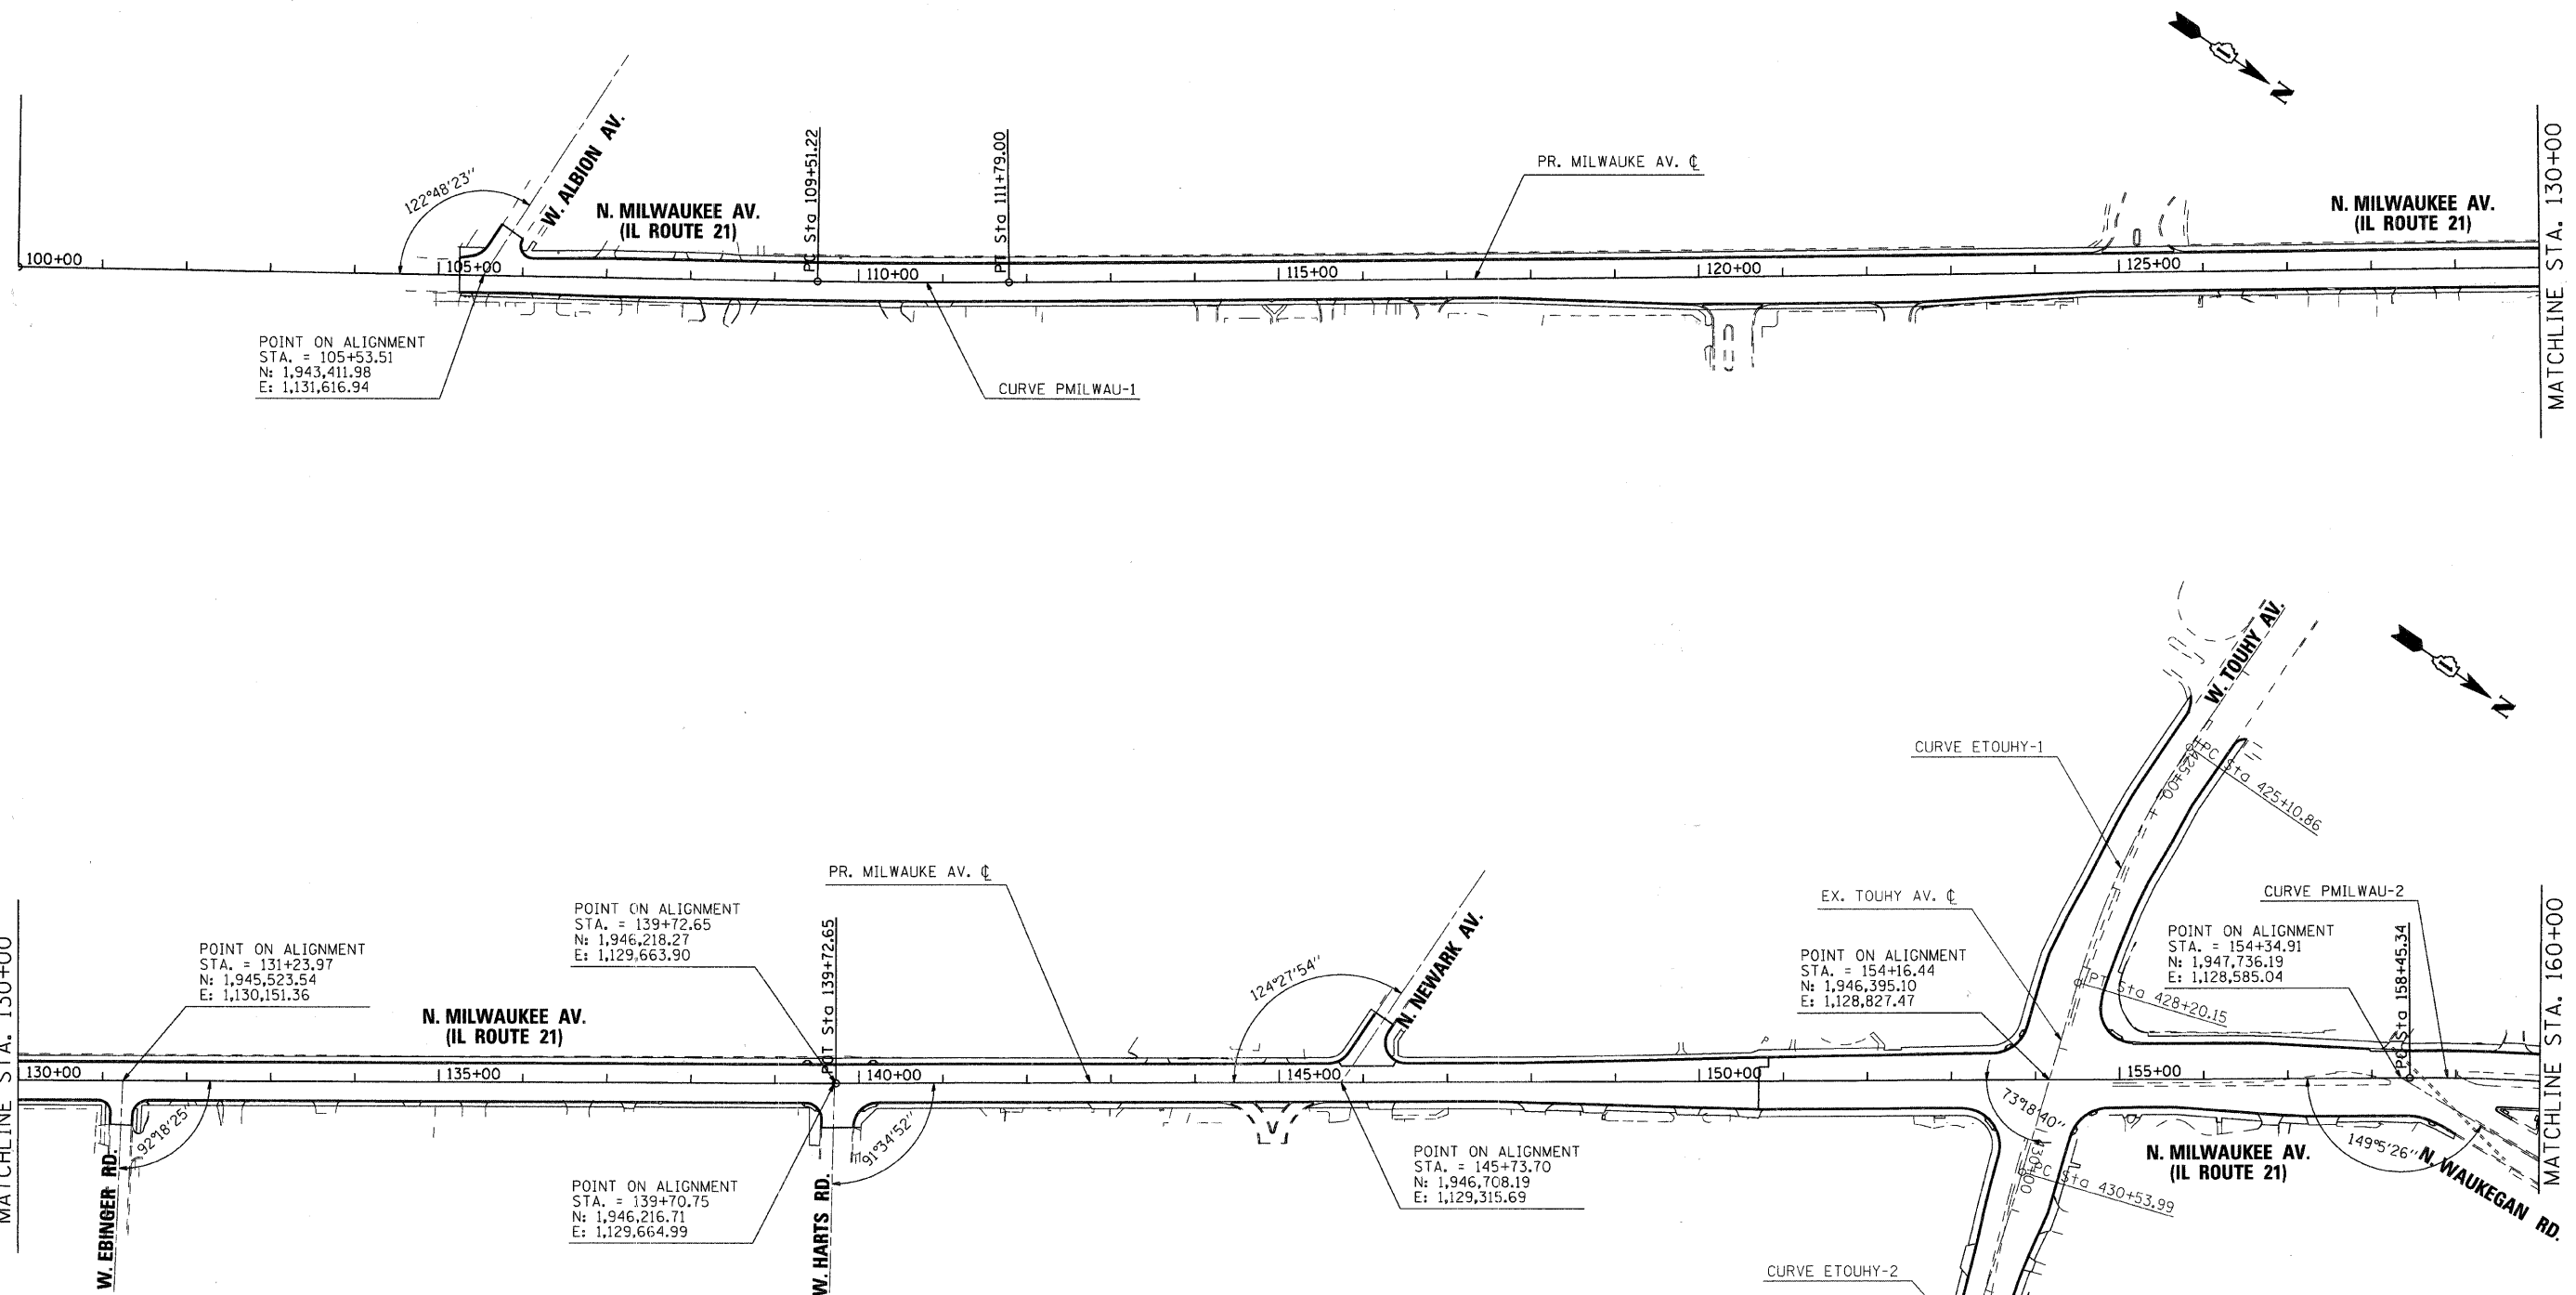 N
122°48'23"
W. ALBION AV.
N. MILWAUKEE AV.
(IL ROUTE 21)
PC Sta 109+51.22
PT Sta 111+79.00
PR. MILWAUKE AV. ℄
N. MILWAUKEE AV.
(IL ROUTE 21)
MATCHLINE STA. 130+00
100+00
105+00
110+00
115+00
120+00
125+00
POINT ON ALIGNMENT
STA. = 105+53.51
N: 1,943,411.98
E: 1,131,616.94
CURVE PMILWAU-1
N
W. TOUHY AV.
CURVE ETOUHY-1
425+00
PC Sta 425+10.86
PR. MILWAUKE AV. ℄
EX. TOUHY AV. ℄
CURVE PMILWAU-2
POINT ON ALIGNMENT
STA. = 131+23.97
N: 1,945,523.54
E: 1,130,151.36
POINT ON ALIGNMENT
STA. = 139+72.65
N: 1,946,218.27
E: 1,129,663.90
POT Sta 139+72.65
124°27'54"
N. NEWARK AV.
POINT ON ALIGNMENT
STA. = 154+16.44
N: 1,946,395.10
E: 1,128,827.47
POINT ON ALIGNMENT
STA. = 154+34.91
N: 1,947,736.19
E: 1,128,585.04
PC Sta 158+45.34
PT Sta 428+20.15
MATCHLINE STA. 130+00
N. MILWAUKEE AV.
(IL ROUTE 21)
MATCHLINE STA. 160+00
130+00
135+00
140+00
145+00
150+00
155+00
92°18'25"
W. EBINGER RD.
91°34'52"
W. HARTS RD.
POINT ON ALIGNMENT
STA. = 139+70.75
N: 1,946,216.71
E: 1,129,664.99
POINT ON ALIGNMENT
STA. = 145+73.70
N: 1,946,708.19
E: 1,129,315.69
73°18'40"
430+00
PC Sta 430+53.99
N. MILWAUKEE AV.
(IL ROUTE 21)
149°5'26"
N. WAUKEGAN RD.
CURVE ETOUHY-2